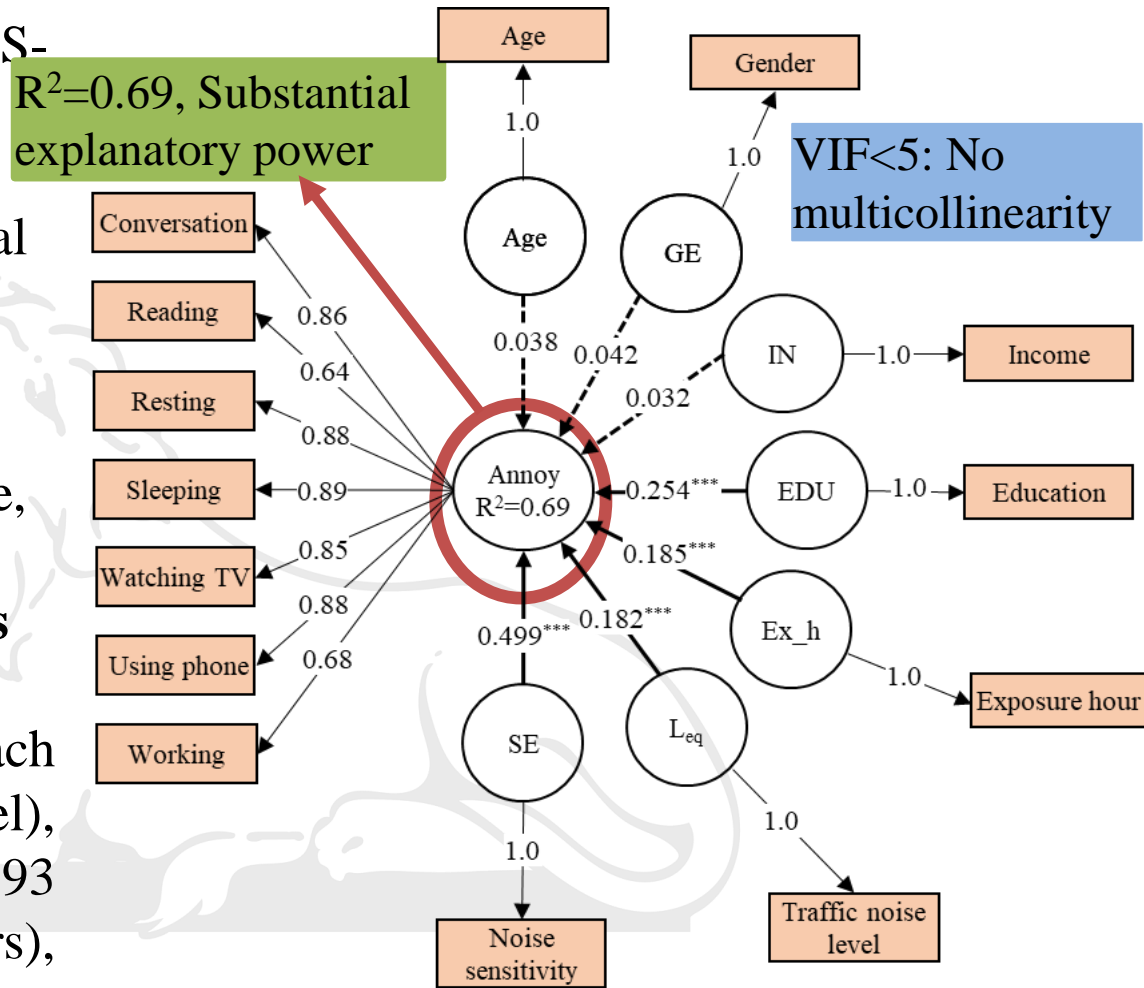 S-
R²=0.69, Substantial
explanatory power
al
e,
s
ach
el),
93
rs),
Age
Gender
VIF<5: No
multicollinearity
1.0
1.0
Conversation
Reading
Resting
Sleeping
Watching TV
Using phone
Working
0.86
0.64
0.88
0.89
0.85
0.88
0.68
Age
GE
IN
1.0
Income
0.038
0.042
0.032
Annoy
R²=0.69
0.254***
EDU
1.0
Education
0.185***
Ex_h
1.0
Exposure hour
0.499***
0.182***
SE
Leq
1.0
1.0
Noise
sensitivity
Traffic noise
level